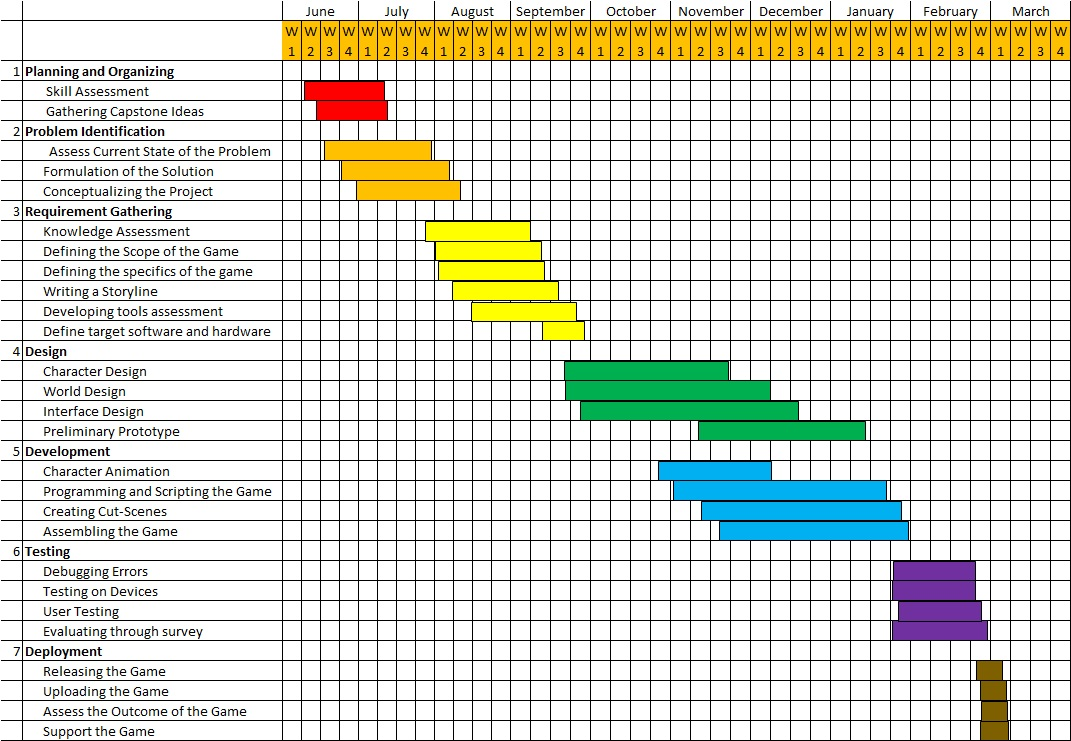 June July August September October November December January February March
W W W W W W W W W W W W W W W W W W W W W W W W W W W W W W W W W W W W W W W W
1 2 3 4 1 2 3 4 1 2 3 4 1 2 3 4 1 2 3 4 1 2 3 4 1 2 3 4 1 2 3 4 1 2 3 4 1 2 3 4
1 Planning and Organizing
Skill Assessment
Gathering Capstone Ideas
2 Problem Identification
Assess Current State of the Problem
Formulation of the Solution
Conceptualizing the Project
3 Requirement Gathering
Knowledge Assessment
Defining the Scope of the Game
Defining the specifics of the game
Writing a Storyline
Developing tools assessment
Define target software and hardware
4 Design
Character Design
World Design
Interface Design
Preliminary Prototype
5 Development
Character Animation
Programming and Scripting the Game
Creating Cut-Scenes
Assembling the Game
6 Testing
Debugging Errors
Testing on Devices
User Testing
Evaluating through survey
7 Deployment
Releasing the Game
Uploading the Game
Assess the Outcome of the Game
Support the Game